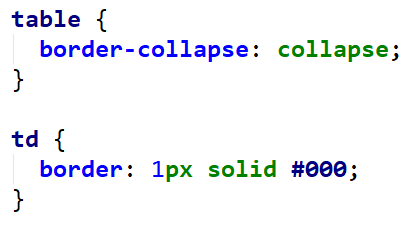 table {
  border-collapse: collapse;
}

td {
  border: 1px solid #000;
}